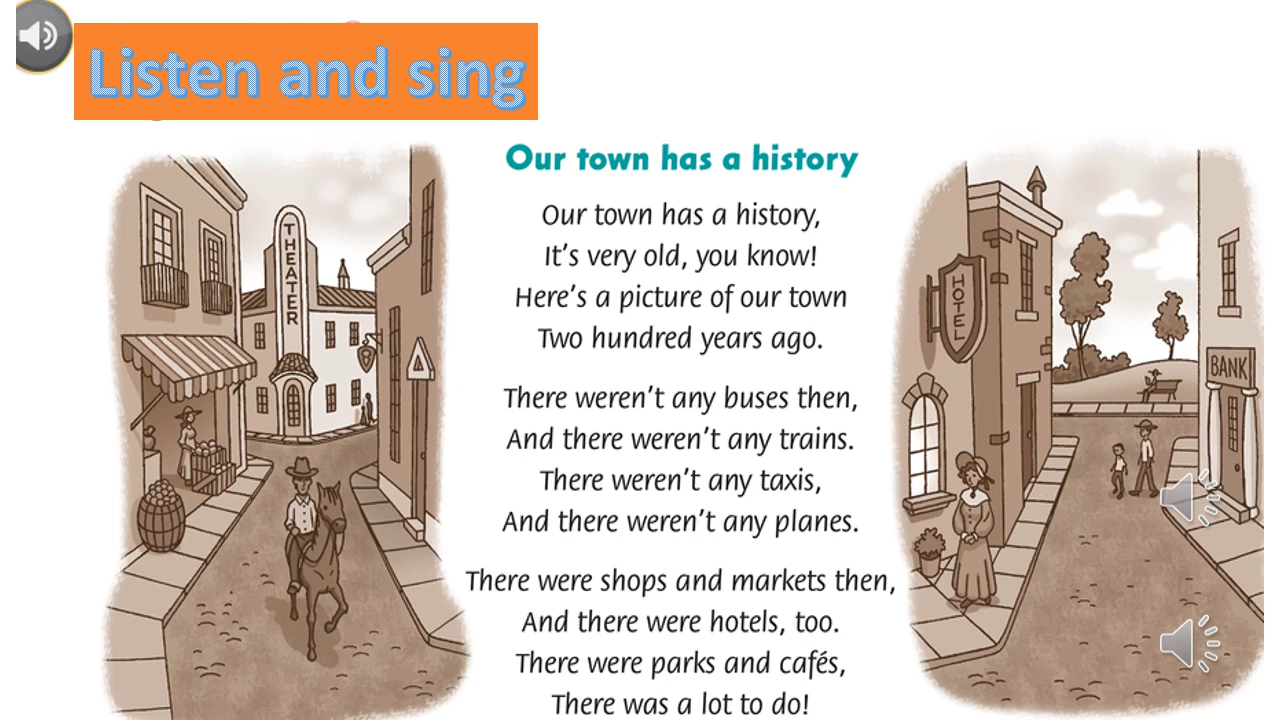 Listen and sing
Our town has a history
Our town has a history,
It's very old, you know!
Here's a picture of our town
Two hundred years ago.
There weren't any buses then,
And there weren't any trains.
There weren't any taxis,
And there weren't any planes.
There were shops and markets then,
And there were hotels, too.
There were parks and cafés,
There was a lot to do!
THEATER
HOTEL
BANK